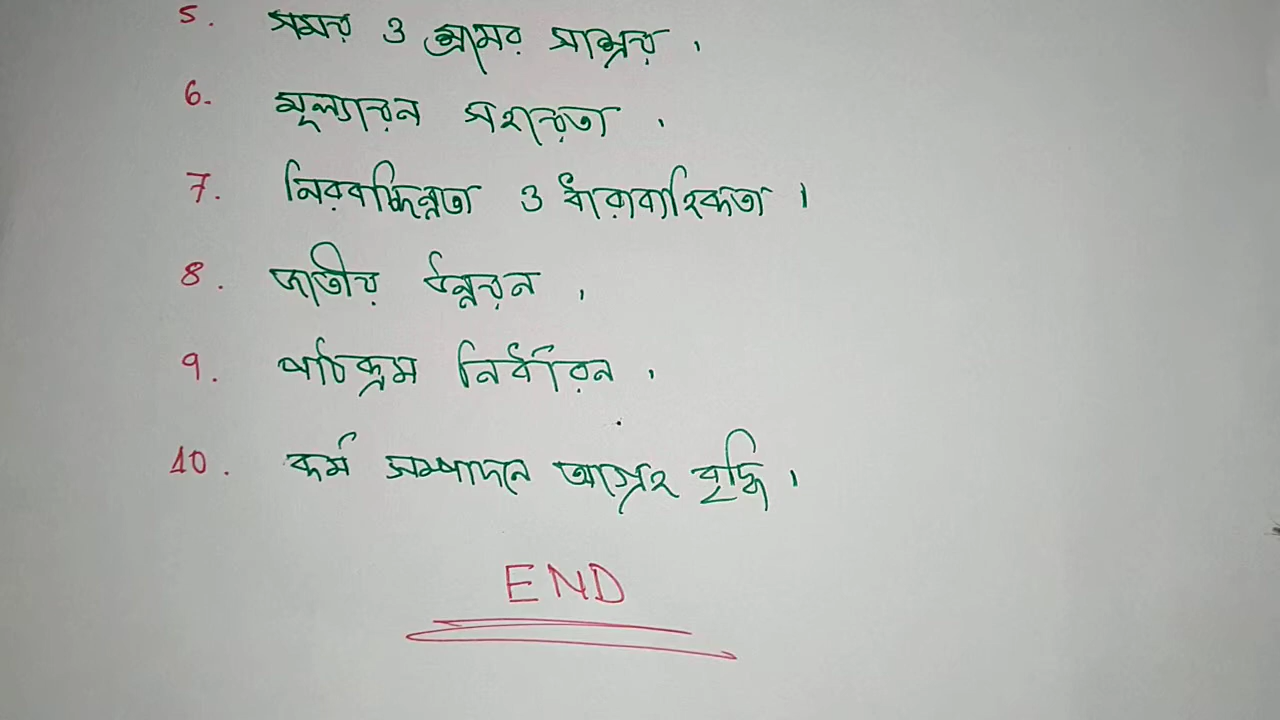 5. সময় ও শ্রমের সাশ্রয়।
6. মূল্যায়ন সহায়তা।
7. নিরবচ্ছিন্নতা ও ধারাবাহিকতা।
8. জাতীয় উন্নয়ন।
9. পাঠক্রম নির্ধারন।
10. কর্ম সম্পাদনে আগ্রহ বৃদ্ধি।
END